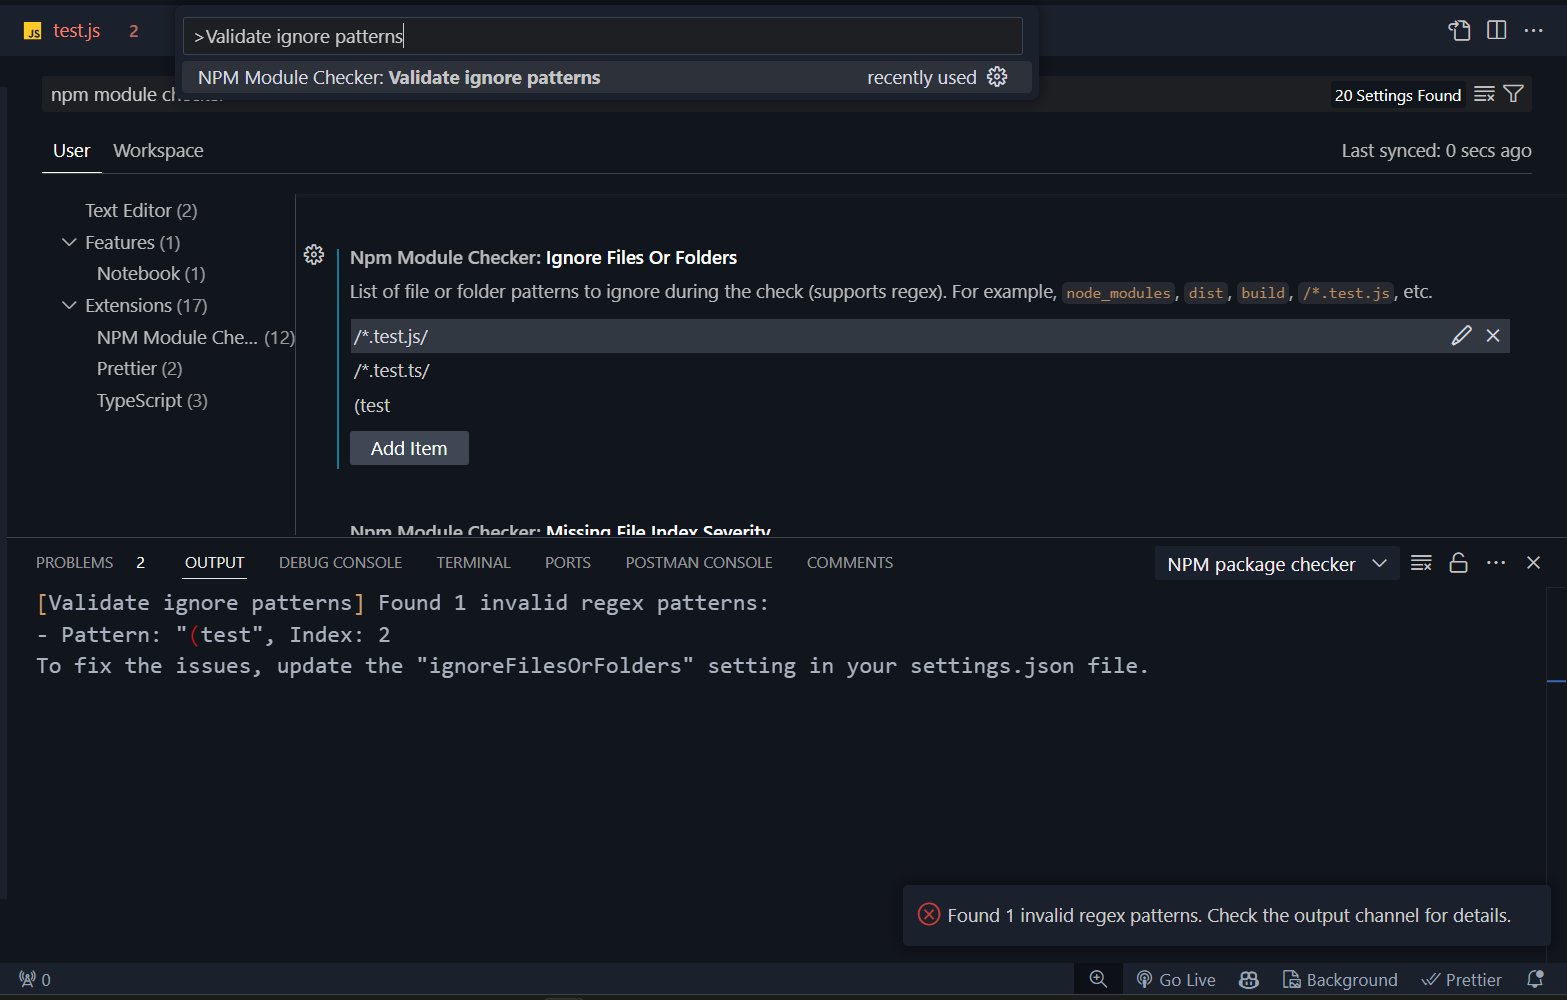 JS test.js 2
>Validate ignore patterns
NPM Module Checker: Validate ignore patterns recently used
npm module checker
20 Settings Found
User Workspace
Last synced: 0 secs ago
Text Editor (2)
Features (1)
Notebook (1)
Extensions (17)
NPM Module Che... (12)
Prettier (2)
TypeScript (3)
Npm Module Checker: Ignore Files Or Folders
List of file or folder patterns to ignore during the check (supports regex). For example, node_modules, dist, build, /*.test.js, etc.
/*.test.js/
/*.test.ts/
(test
Add Item
Npm Module Checker: Missing File Index Severity
PROBLEMS 2 OUTPUT DEBUG CONSOLE TERMINAL PORTS POSTMAN CONSOLE COMMENTS
NPM package checker
[Validate ignore patterns] Found 1 invalid regex patterns:
- Pattern: "(test", Index: 2
To fix the issues, update the "ignoreFilesOrFolders" setting in your settings.json file.
Found 1 invalid regex patterns. Check the output channel for details.
0
Go Live
Background
Prettier